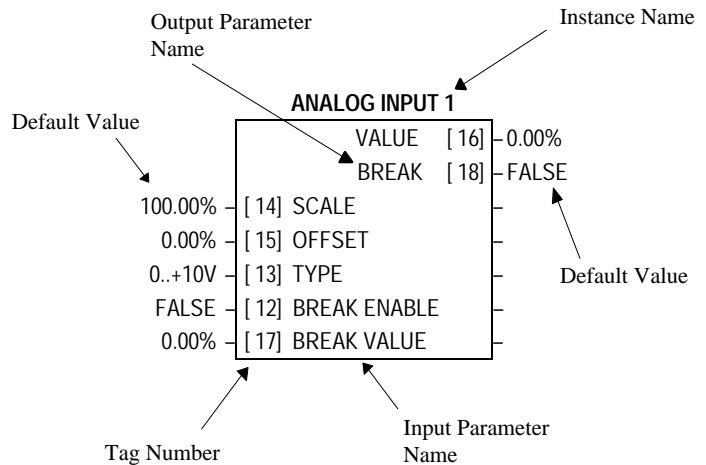 Output Parameter
Name
Instance Name
ANALOG INPUT 1
Default Value
VALUE [ 16] 0.00%
BREAK [ 18] FALSE
100.00% [ 14] SCALE
0.00% [ 15] OFFSET
0..+10V [ 13] TYPE
FALSE [ 12] BREAK ENABLE
0.00% [ 17] BREAK VALUE
Default Value
Tag Number
Input Parameter
Name